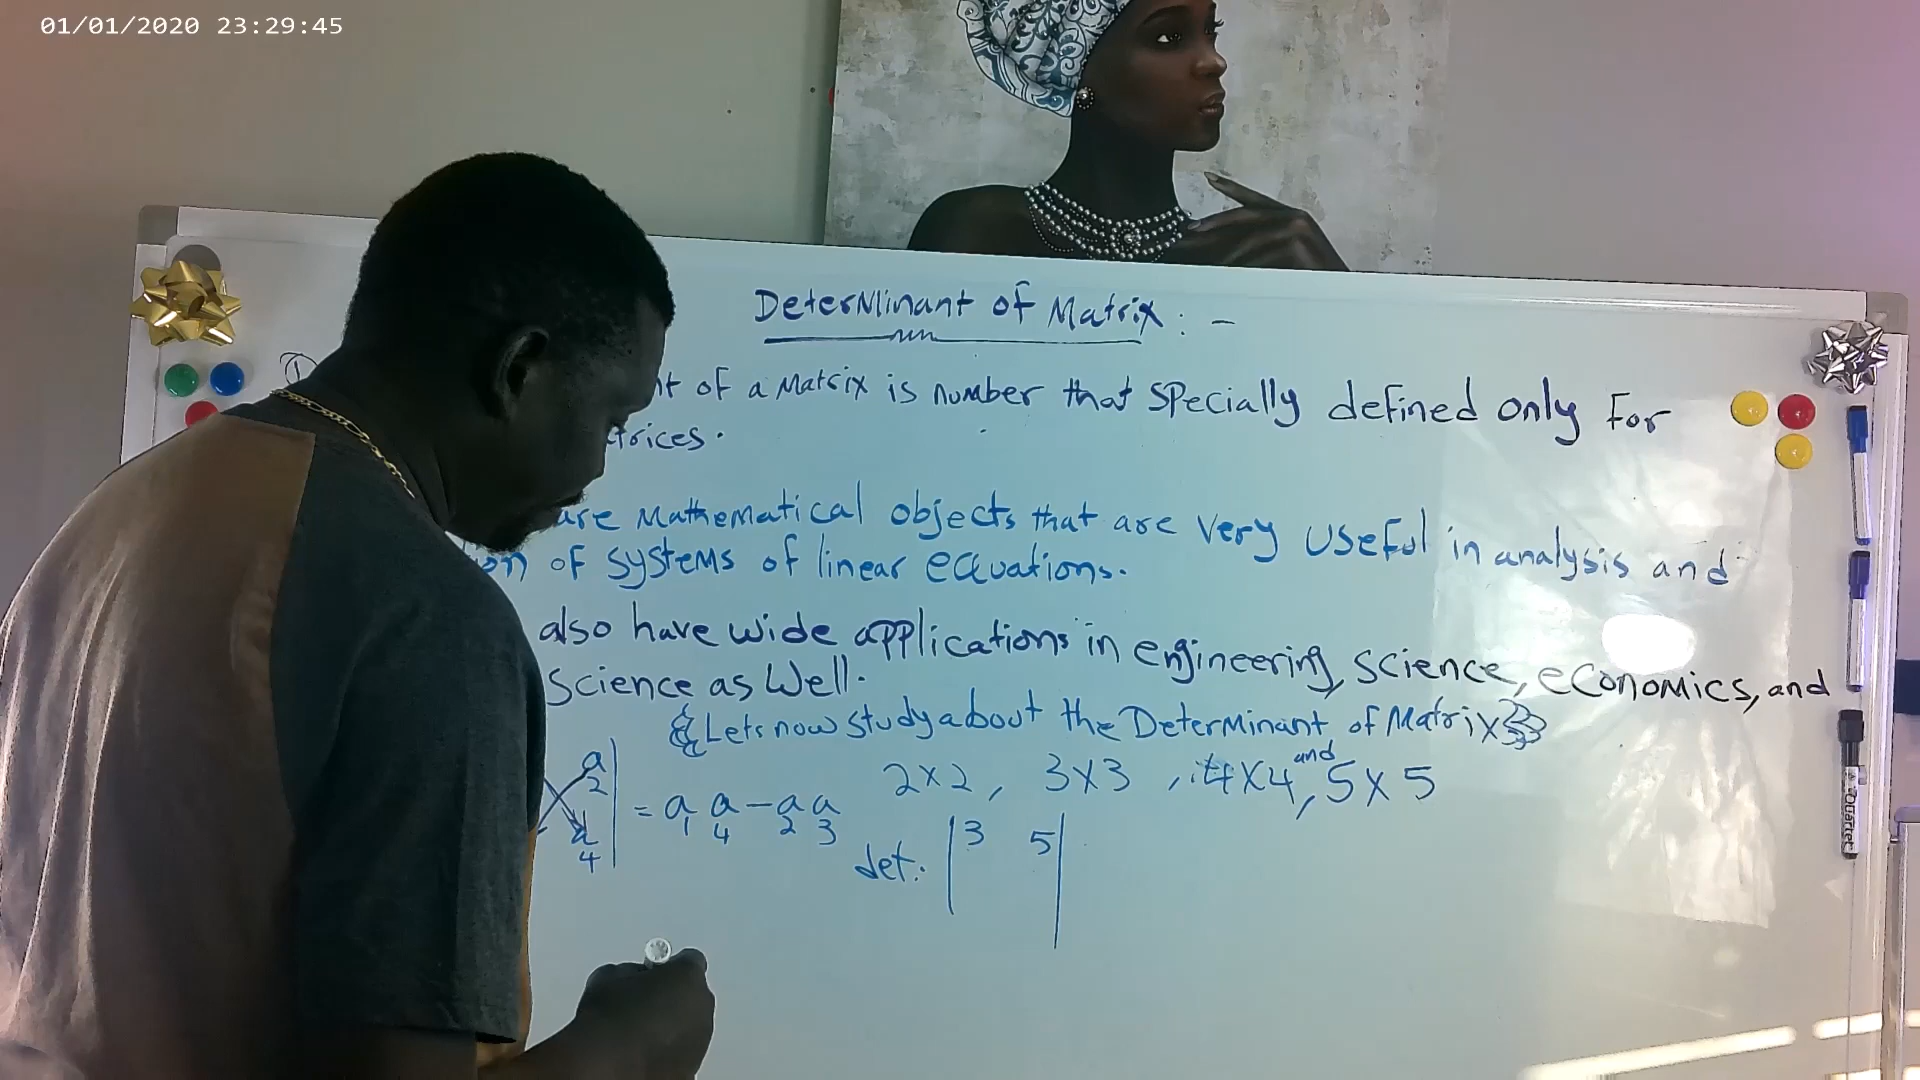 01/01/2020 23:29:45
Determinant of Matrix : -
of a Matrix is number that specially defined only for
are Mathematical objects that are very useful in analysis and
of systems of linear equations.
also have wide applications in engineering, science, economics, and
Science as Well.
{{Lets now study about the Determinant of Matrix}}
2x2, 3x3, 4x4, and 5x5
a2
a4
= a1 a4 - a2 a3
det: | 3 5 |